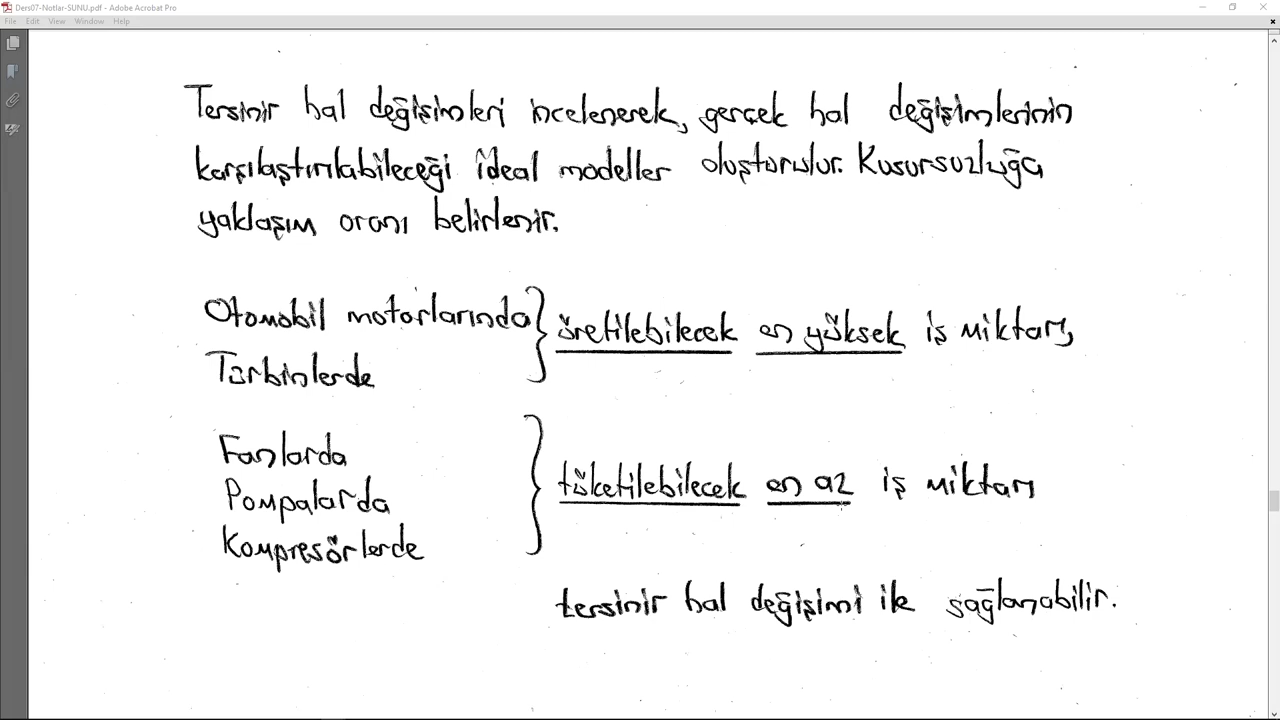 Ders07-Notlar-SUNU.pdf - Adobe Acrobat Pro
File Edit View Window Help
Tersinir hal değişimleri incelenerek, gerçek hal değişimlerinin
karşılaştırılabileceği ideal modeller oluşturulur. Kusursuzluğa
yaklaşım oranı belirlenir.
Otomobil motorlarında
Türbinlerde
üretilebilecek en yüksek iş miktarı,
Fanlarda
Pompalarda
Kompresörlerde
tüketilebilecek en az iş miktarı
tersinir hal değişimi ile sağlanabilir.